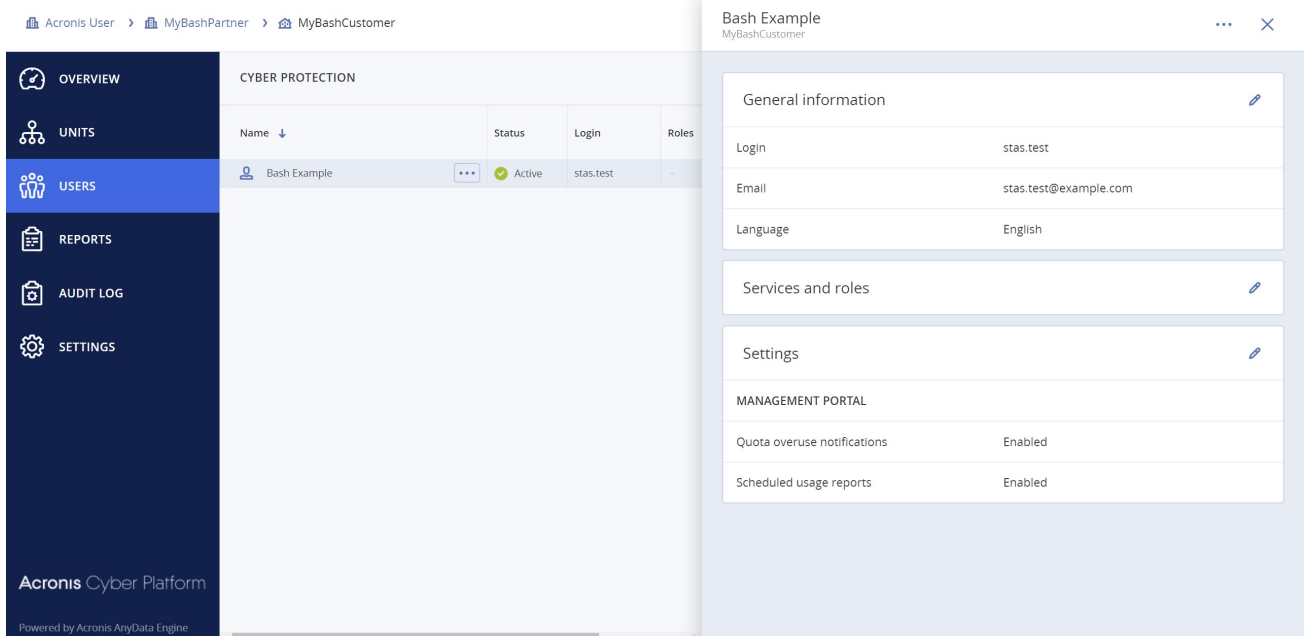 Acronis User > MyBashPartner > MyBashCustomer
OVERVIEW
UNITS
USERS
REPORTS
AUDIT LOG
SETTINGS
Acronis Cyber Platform
Powered by Acronis AnyData Engine
CYBER PROTECTION
Name ↓ Status Login Roles
Bash Example ••• Active stas.test -
Bash Example
MyBashCustomer
General information
Login stas.test
Email stas.test@example.com
Language English
Services and roles
Settings
MANAGEMENT PORTAL
Quota overuse notifications Enabled
Scheduled usage reports Enabled